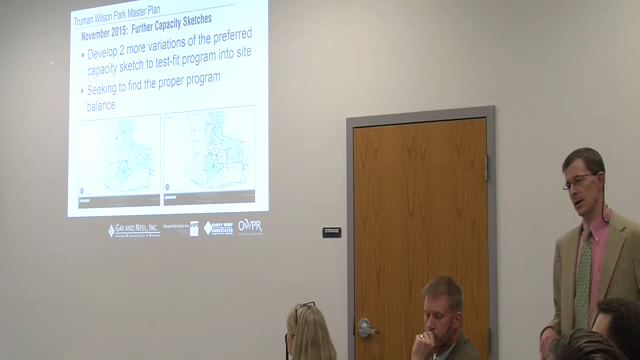 Truman Wilson Park Master Plan
November 2015: Further Capacity Sketches
• Develop 2 more variations of the preferred
capacity sketch to test-fit program into site
• Seeking to find the proper program
balance
GAY AND NEEL, INC.
OWPR
STORAGE